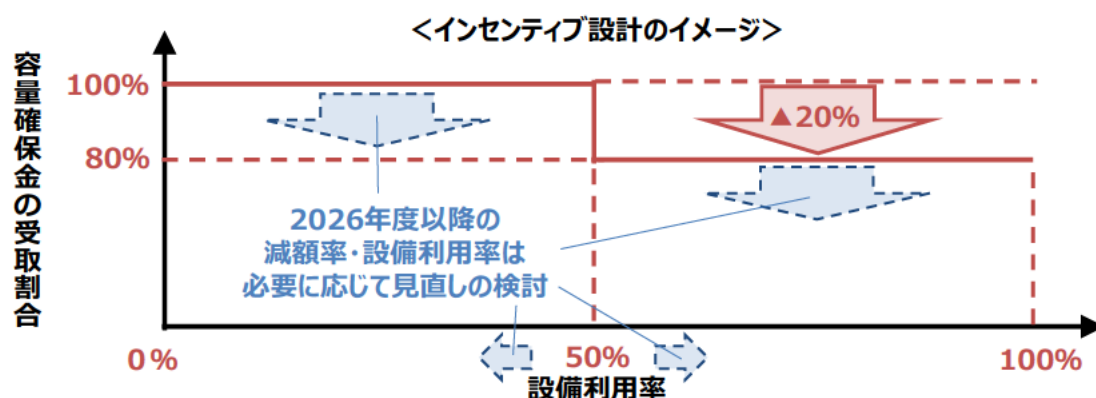 <インセンティブ設計のイメージ>
容量確保金の受取割合
100%
▲20%
80%
2026年度以降の
減額率・設備利用率は
必要に応じて見直しの検討
0%
50%
100%
設備利用率